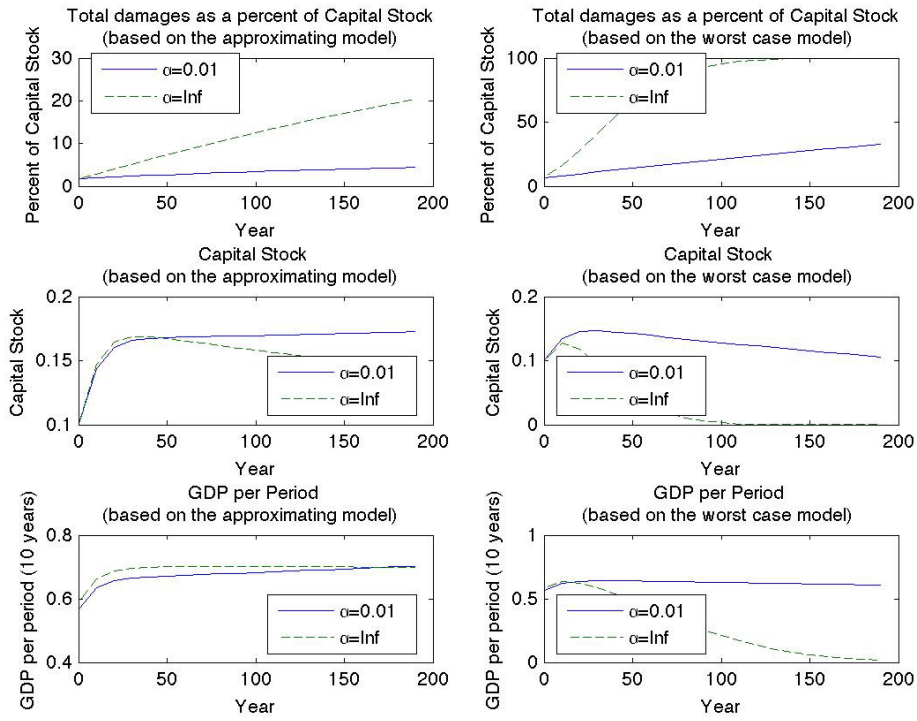 Total damages as a percent of Capital Stock
(based on the approximating model)
30
20
10
0
Percent of Capital Stock
α=0.01
α=Inf
0
50
100
150
200
Year
Total damages as a percent of Capital Stock
(based on the worst case model)
100
50
0
Percent of Capital Stock
α=0.01
α=Inf
0
50
100
150
200
Year
Capital Stock
(based on the approximating model)
0.2
0.15
0.1
Capital Stock
α=0.01
α=Inf
0
50
100
150
200
Year
Capital Stock
(based on the worst case model)
0.2
0.1
0
Capital Stock
α=0.01
α=Inf
0
50
100
150
200
Year
GDP per Period
(based on the approximating model)
0.8
0.6
0.4
GDP per period (10 years)
α=0.01
α=Inf
0
50
100
150
200
Year
GDP per Period
(based on the worst case model)
1
0.5
0
GDP per period (10 years)
α=0.01
α=Inf
0
50
100
150
200
Year